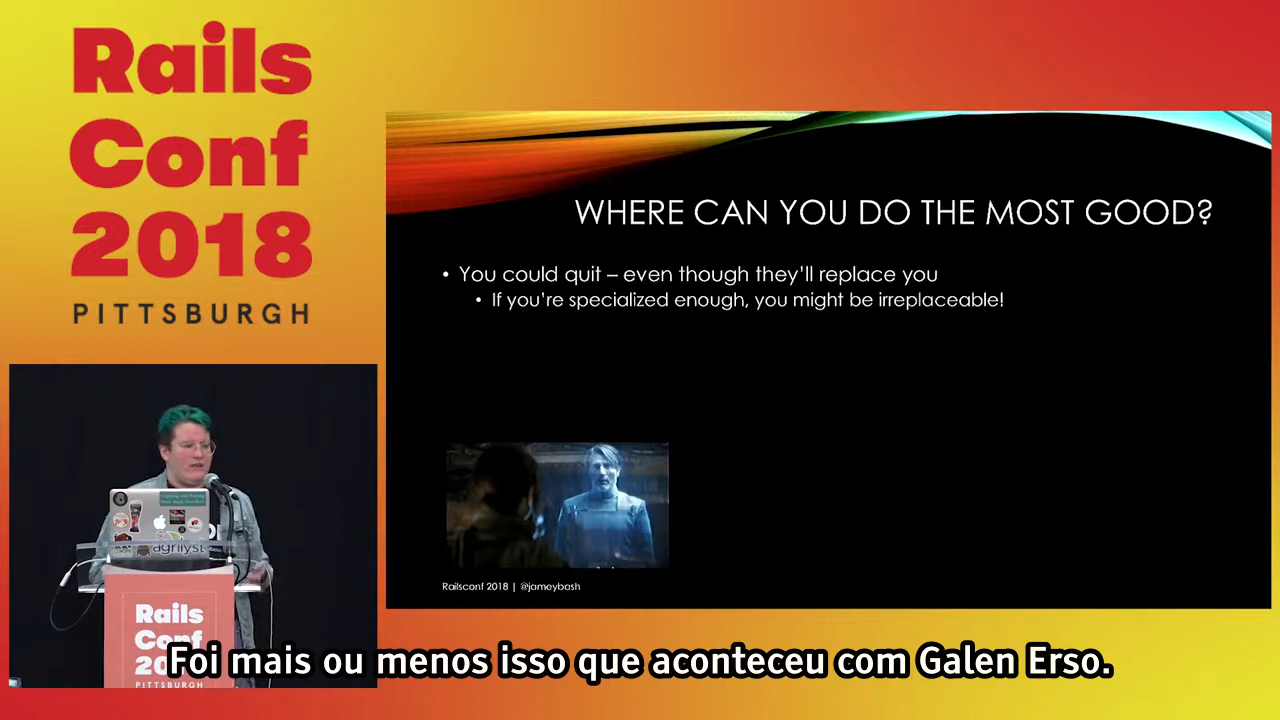 Rails
Conf
2018
PITTSBURGH
WHERE CAN YOU DO THE MOST GOOD?
• You could quit – even though they'll replace you
• If you're specialized enough, you might be irreplaceable!
Railsconf 2018 | @jameybash
agrilyst
Rails
Conf
20
PITTSBURGH
Foi mais ou menos isso que aconteceu com Galen Erso.